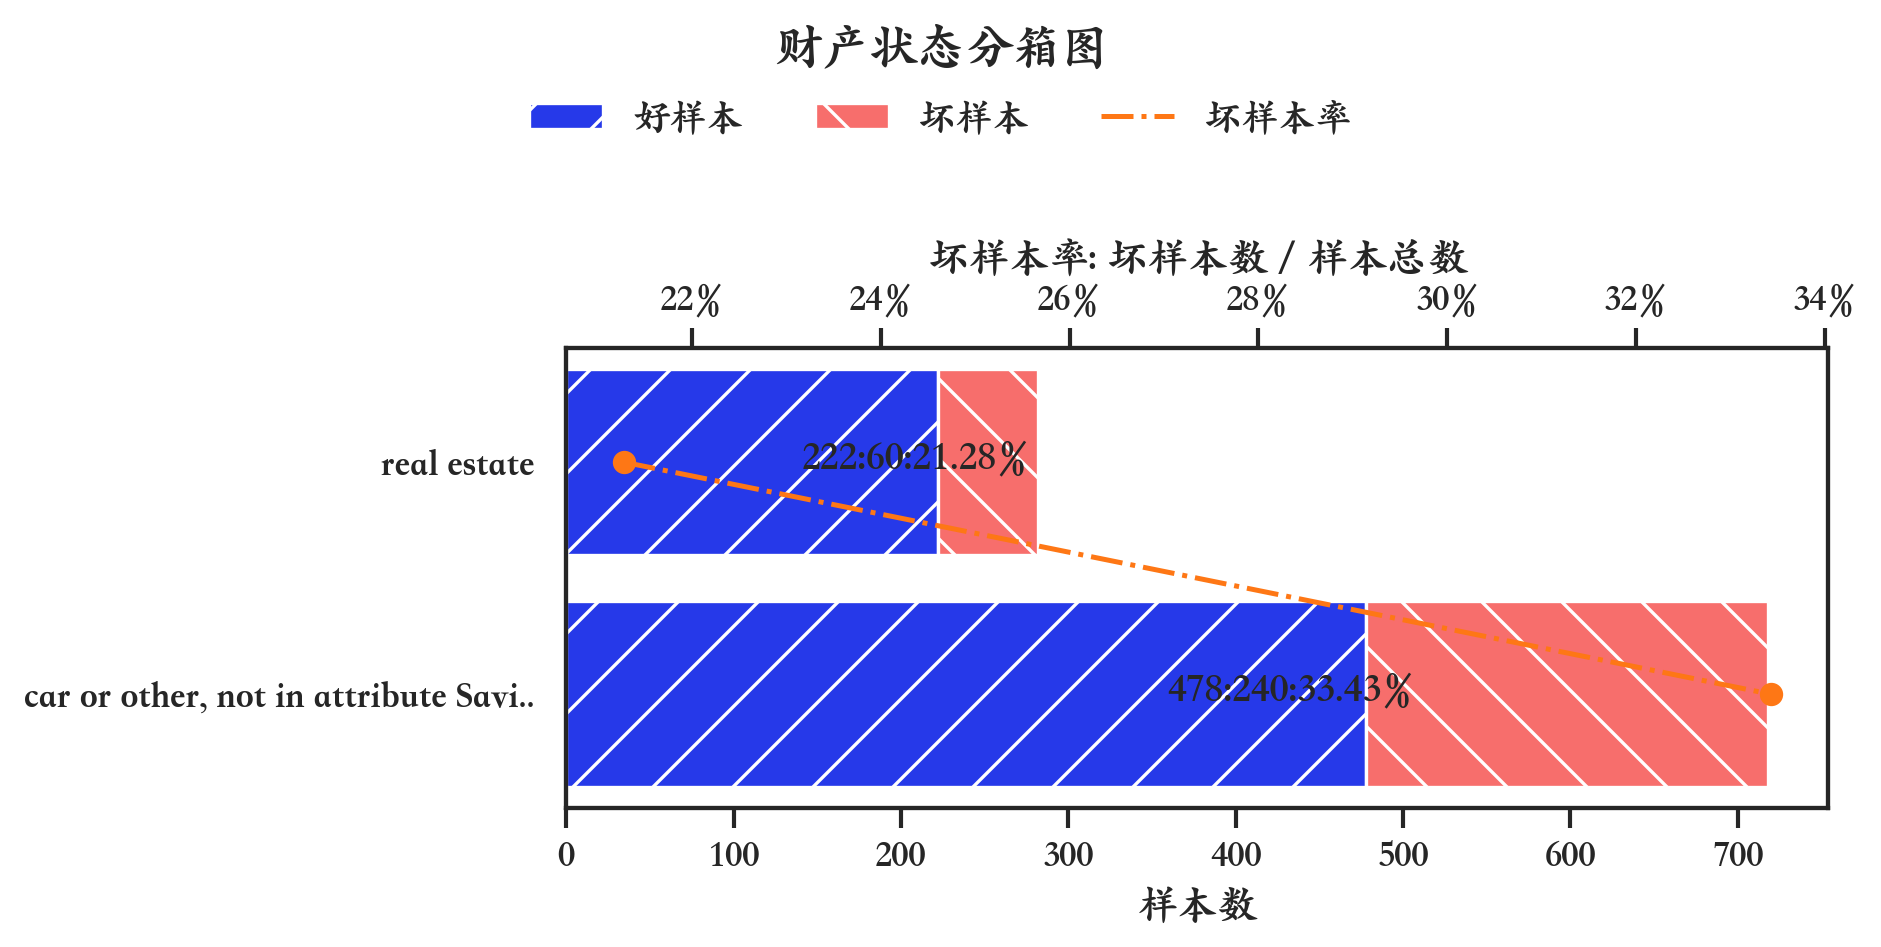 财产状态分箱图
好样本 坏样本 坏样本率
坏样本率: 坏样本数 / 样本总数
22% 24% 26% 28% 30% 32% 34%
real estate
222:60:21.28%
car or other, not in attribute Savi..
478:240:33.43%
0 100 200 300 400 500 600 700
样本数